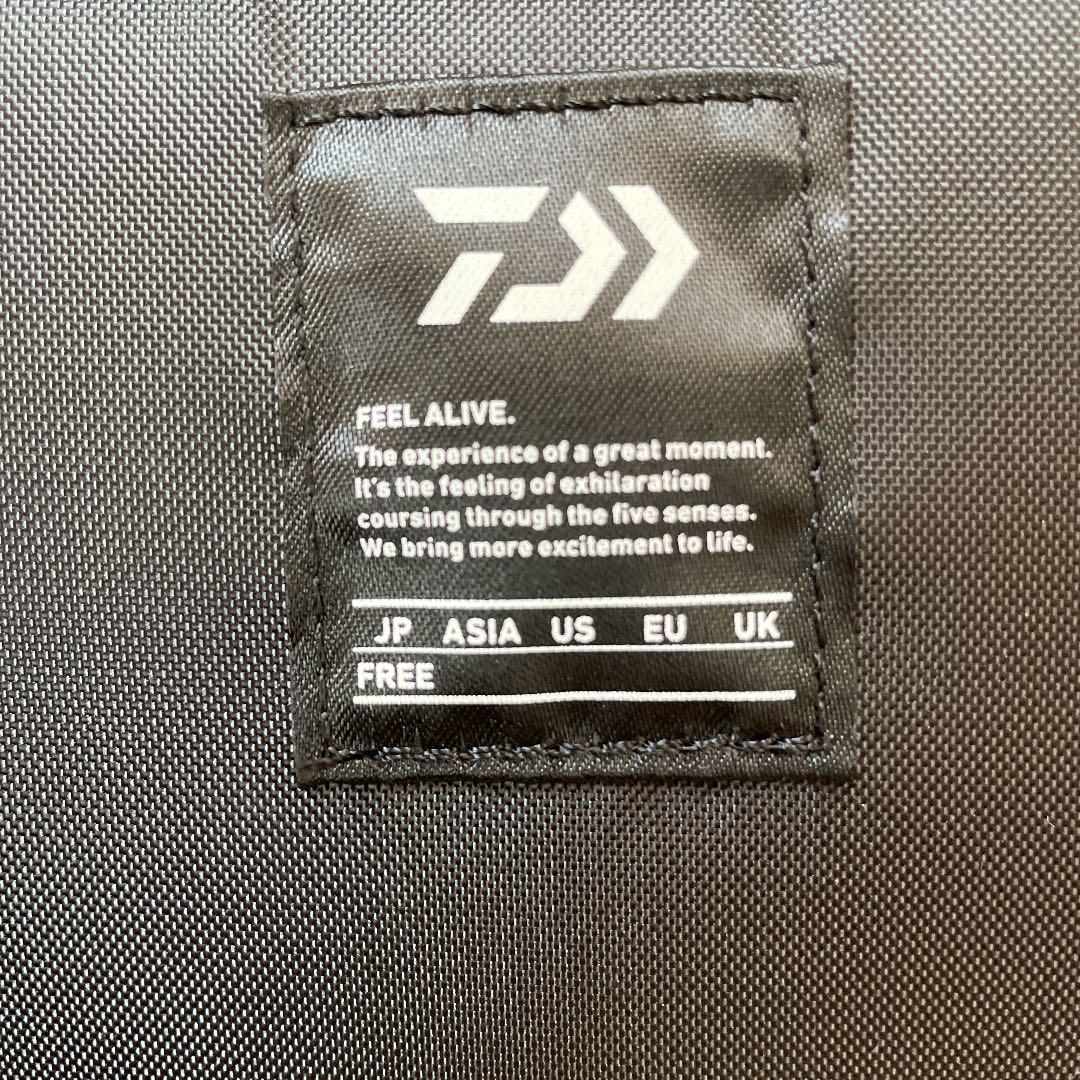 FEEL ALIVE.
The experience of a great moment.
It's the feeling of exhilaration
coursing through the five senses.
We bring more excitement to life.
JP ASIA US EU UK
FREE